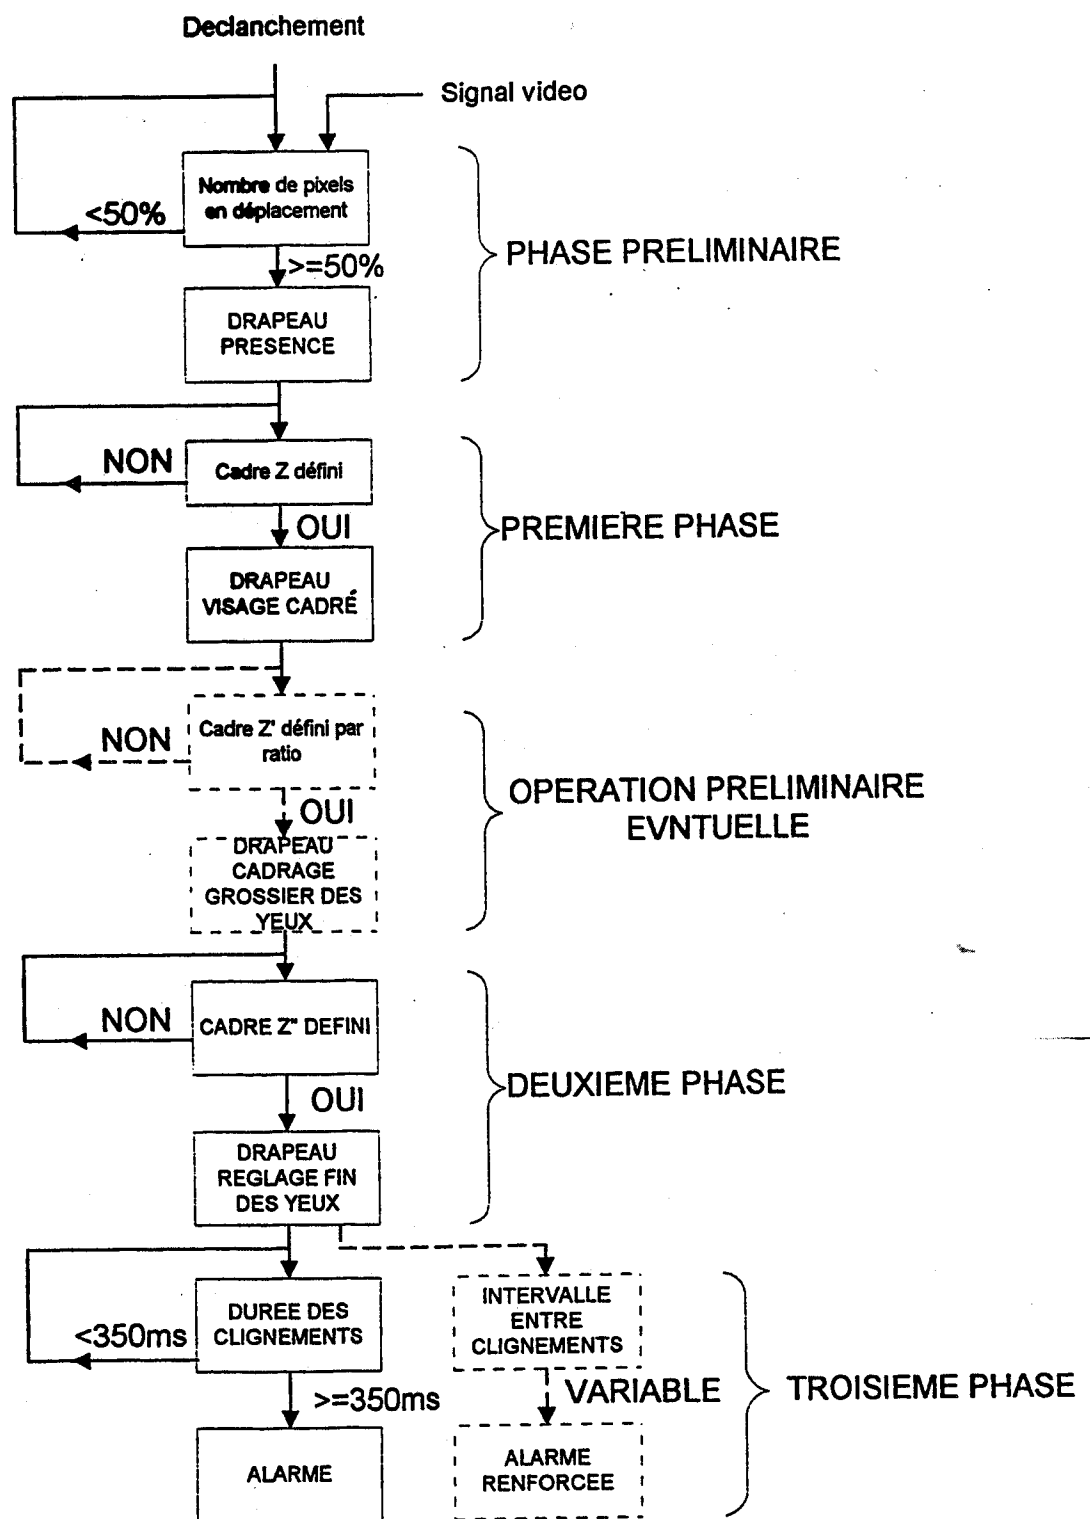 Declanchement
Signal video
Nombre de pixels
en déplacement
<50%
>=50%
PHASE PRELIMINAIRE
DRAPEAU
PRESENCE
NON
Cadre Z défini
OUI
PREMIERE PHASE
DRAPEAU
VISAGE CADRÉ
NON
Cadre Z' défini par
ratio
OUI
OPERATION PRELIMINAIRE
EVNTUELLE
DRAPEAU
CADRAGE
GROSSIER DES
YEUX
NON
CADRE Z" DEFINI
OUI
DEUXIEME PHASE
DRAPEAU
REGLAGE FIN
DES YEUX
DUREE DES
CLIGNEMENTS
<350ms
>=350ms
ALARME
INTERVALLE
ENTRE
CLIGNEMENTS
VARIABLE
ALARME
RENFORCEE
TROISIEME PHASE